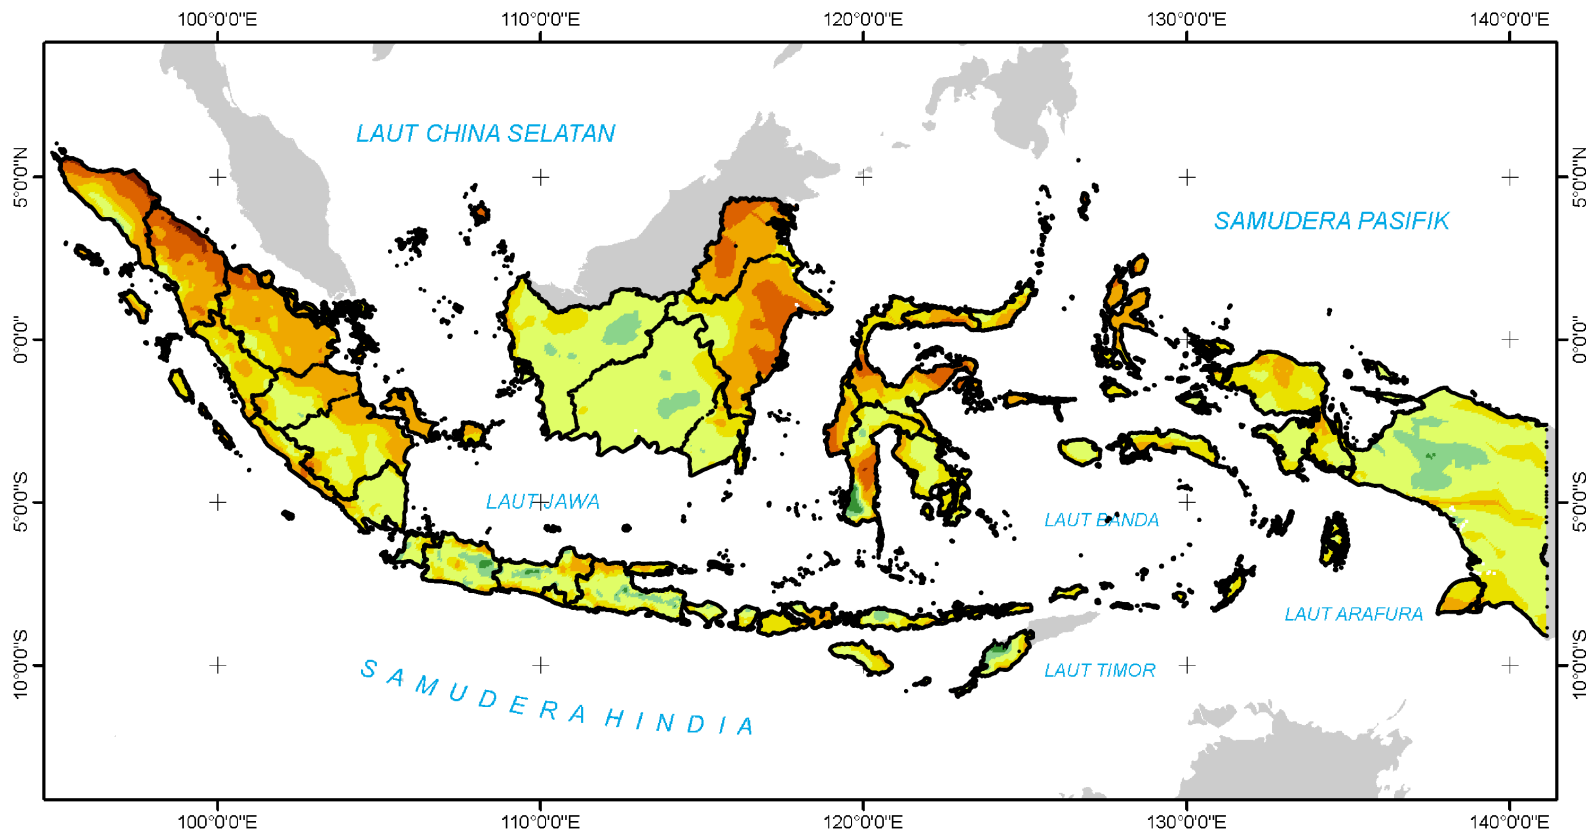 100°0'0"E 110°0'0"E 120°0'0"E 130°0'0"E 140°0'0"E
LAUT CHINA SELATAN
5°0'0"N 5°0'0"N
SAMUDERA PASIFIK
0°0'0" 0°0'0"
LAUT JAWA
5°0'0"S 5°0'0"S
LAUT BANDA
LAUT ARAFURA
10°0'0"S 10°0'0"S
LAUT TIMOR
SAMUDERA HINDIA
100°0'0"E 110°0'0"E 120°0'0"E 130°0'0"E 140°0'0"E